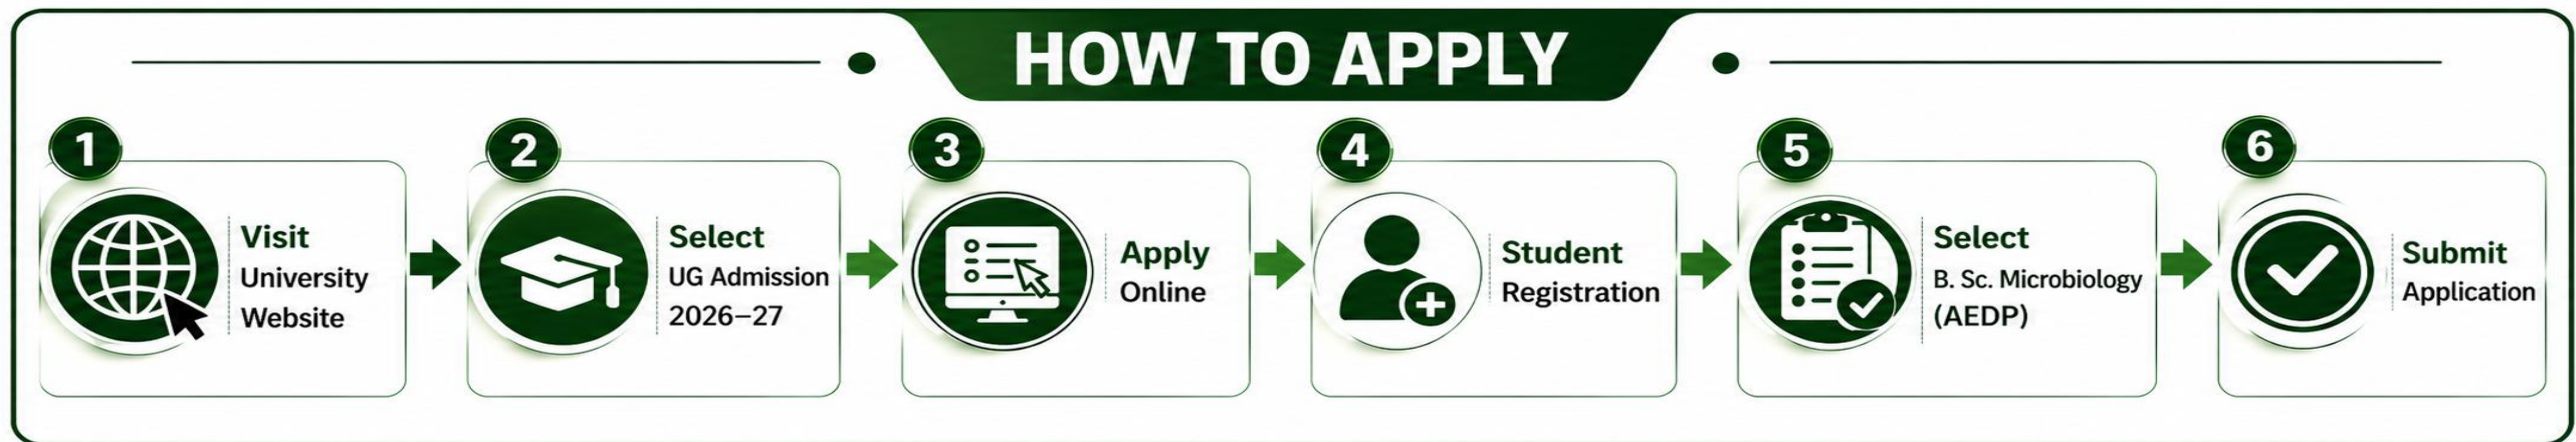 HOW TO APPLY
1
Visit
University
Website
2
Select
UG Admission
2026–27
3
Apply
Online
4
Student
Registration
5
Select
B. Sc. Microbiology
(AEDP)
6
Submit
Application